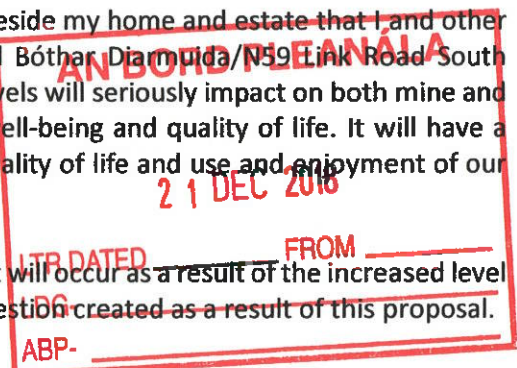 eside my home and estate that I and other
Bóthar Diarmuida/N59 Link Road South
AN BORD PLEANÁLA
vels will seriously impact on both mine and
ell-being and quality of life. It will have a
ality of life and use and enjoyment of our
21 DEC 2018
LTR DATED FROM
will occur as a result of the increased level
LDG-
estion created as a result of this proposal.
ABP-